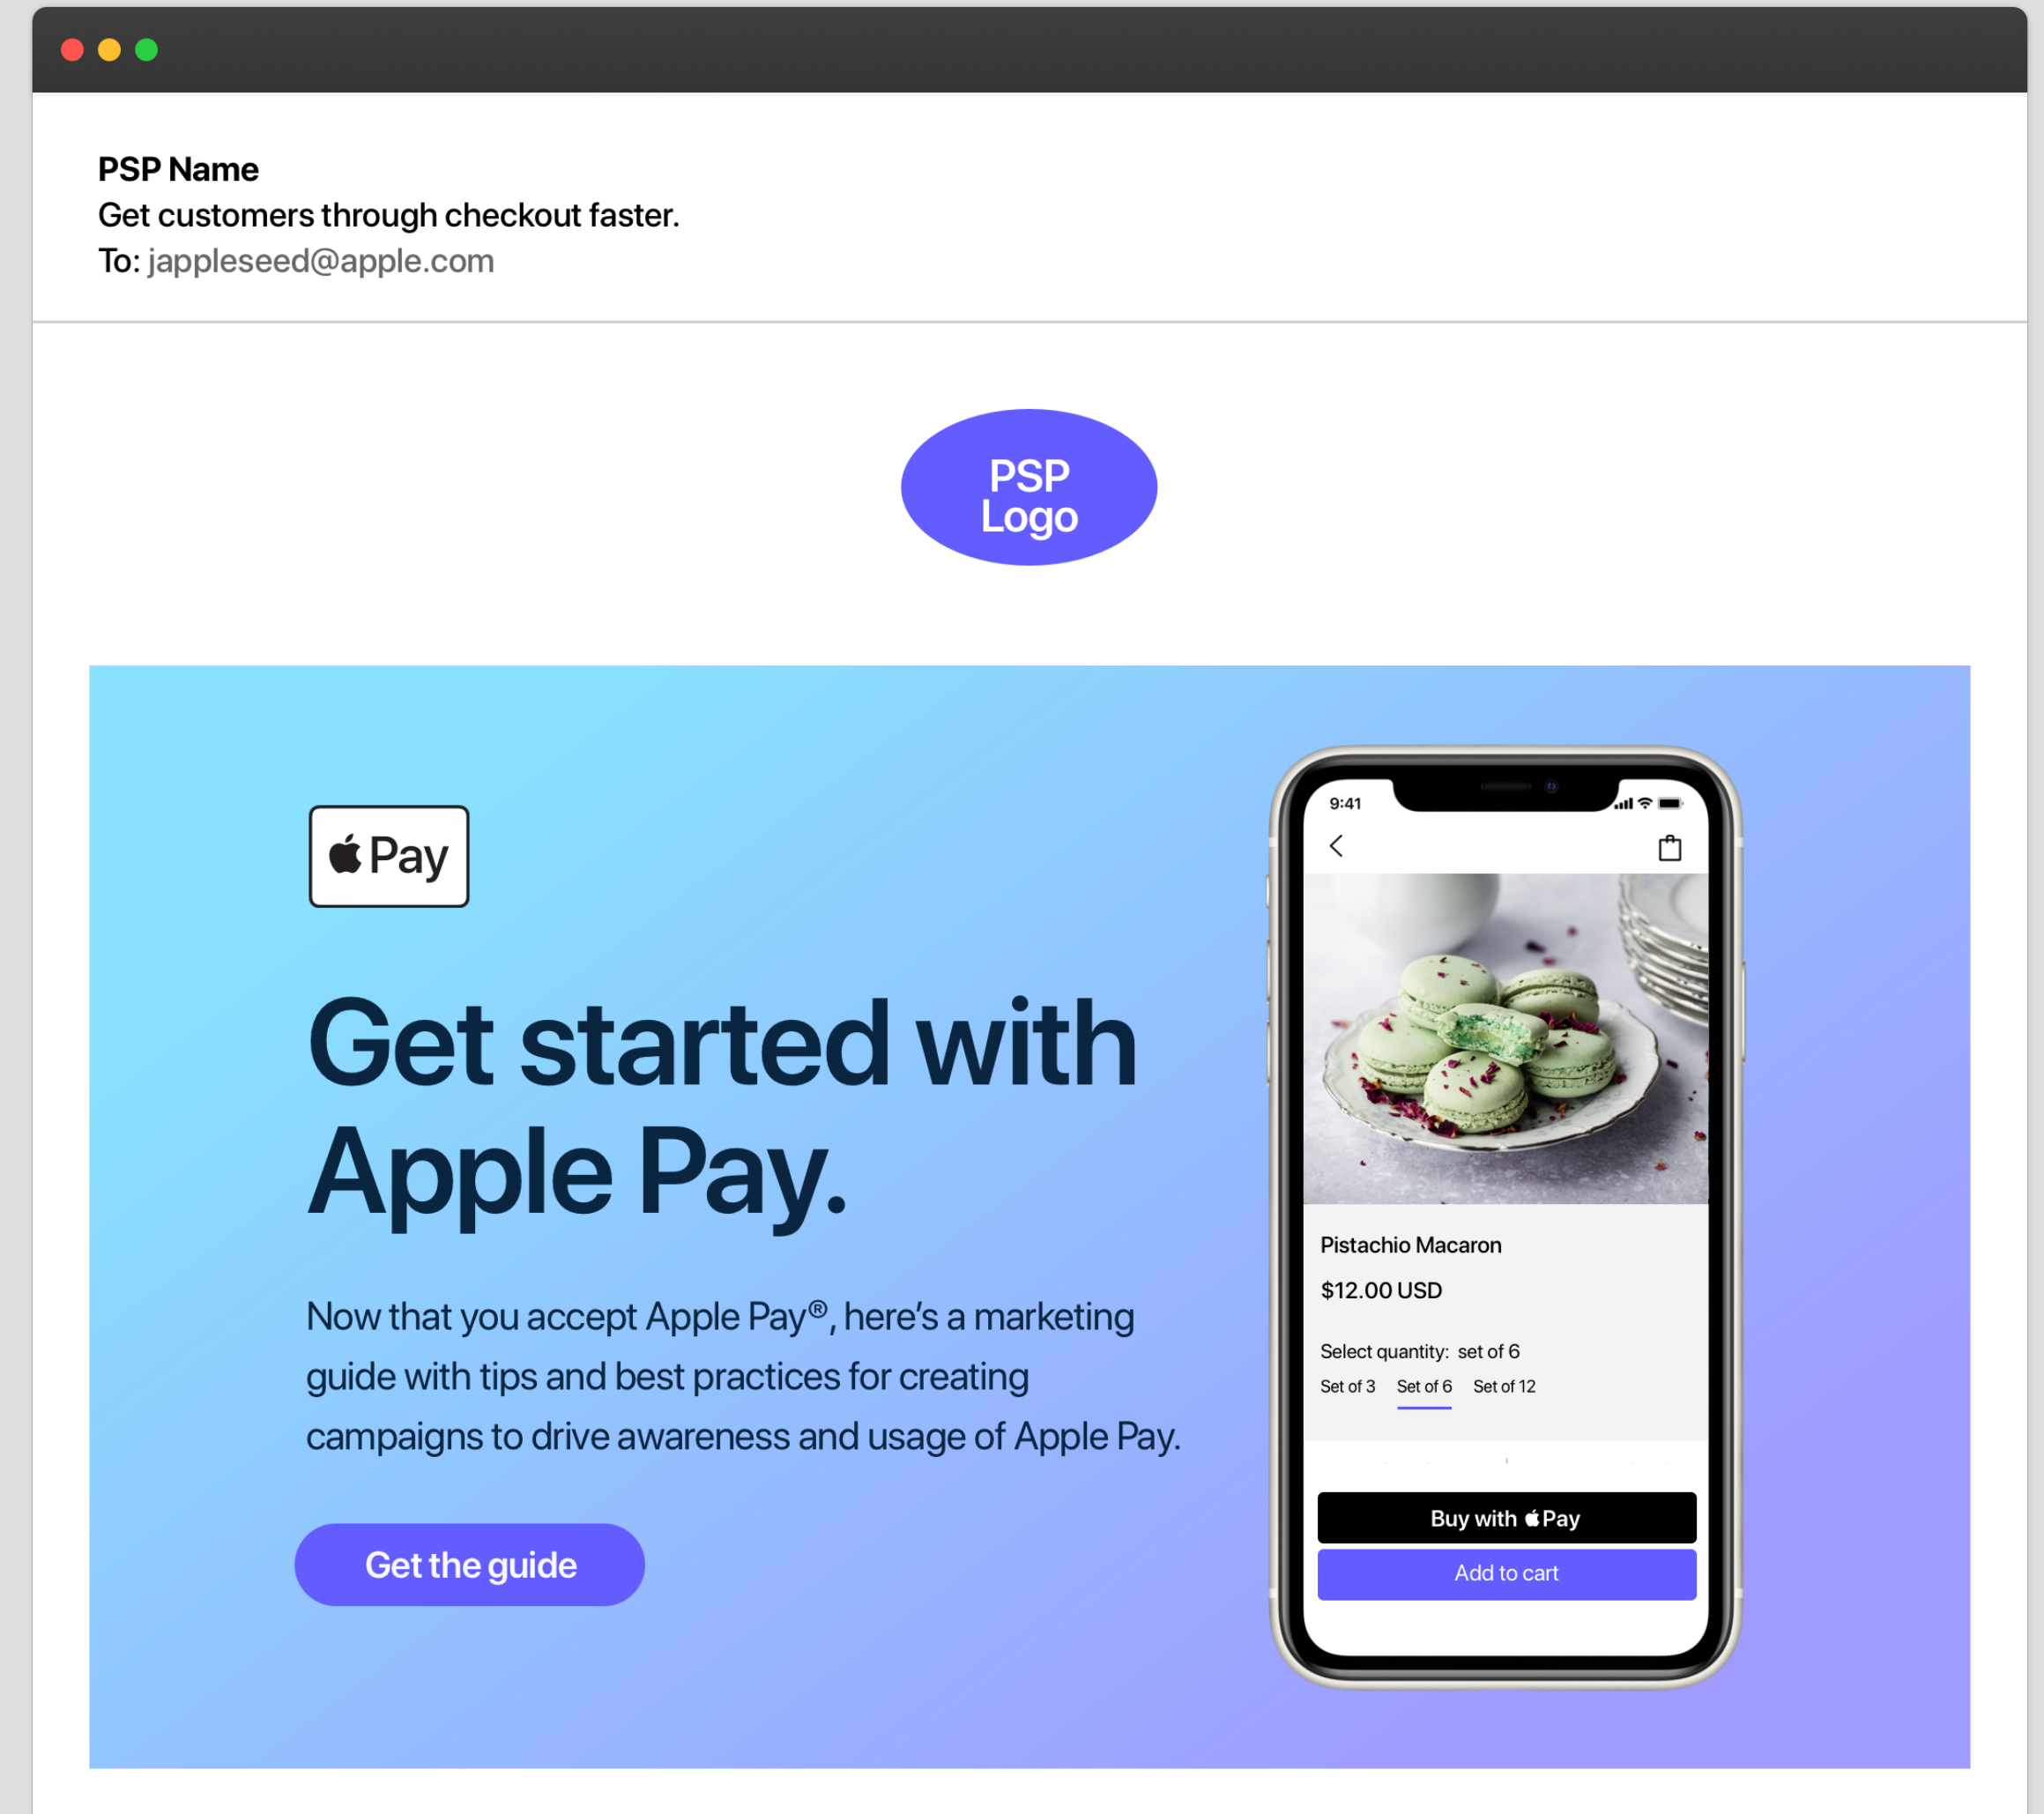 PSP Name
Get customers through checkout faster.
To: jappleseed@apple.com
PSP
Logo
Pay
Get started with
Apple Pay.
Now that you accept Apple Pay®, here’s a marketing
guide with tips and best practices for creating
campaigns to drive awareness and usage of Apple Pay.
Get the guide
9:41
Pistachio Macaron
$12.00 USD
Select quantity: set of 6
Set of 3 Set of 6 Set of 12
Buy with Pay
Add to cart